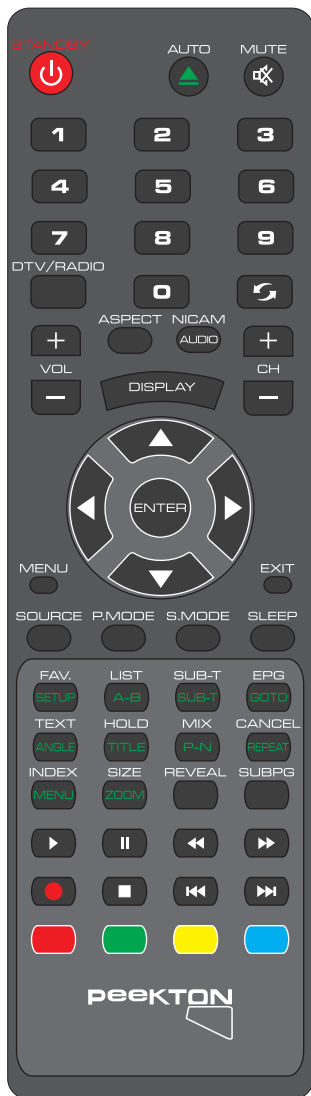 STANDBY
AUTO MUTE
1 2 3
4 5 6
7 8 9
DTV/RADIO
0
ASPECT NICAM
AUDIO
VOL CH
DISPLAY
ENTER
MENU EXIT
SOURCE P.MODE S.MODE SLEEP
FAV. LIST SUB-T EPG
SETUP A-B SUB-T GOTO
TEXT HOLD MIX CANCEL
ANGLE TITLE P-N REPEAT
INDEX SIZE REVEAL SUBPG
MENU ZOOM
PEEKTON